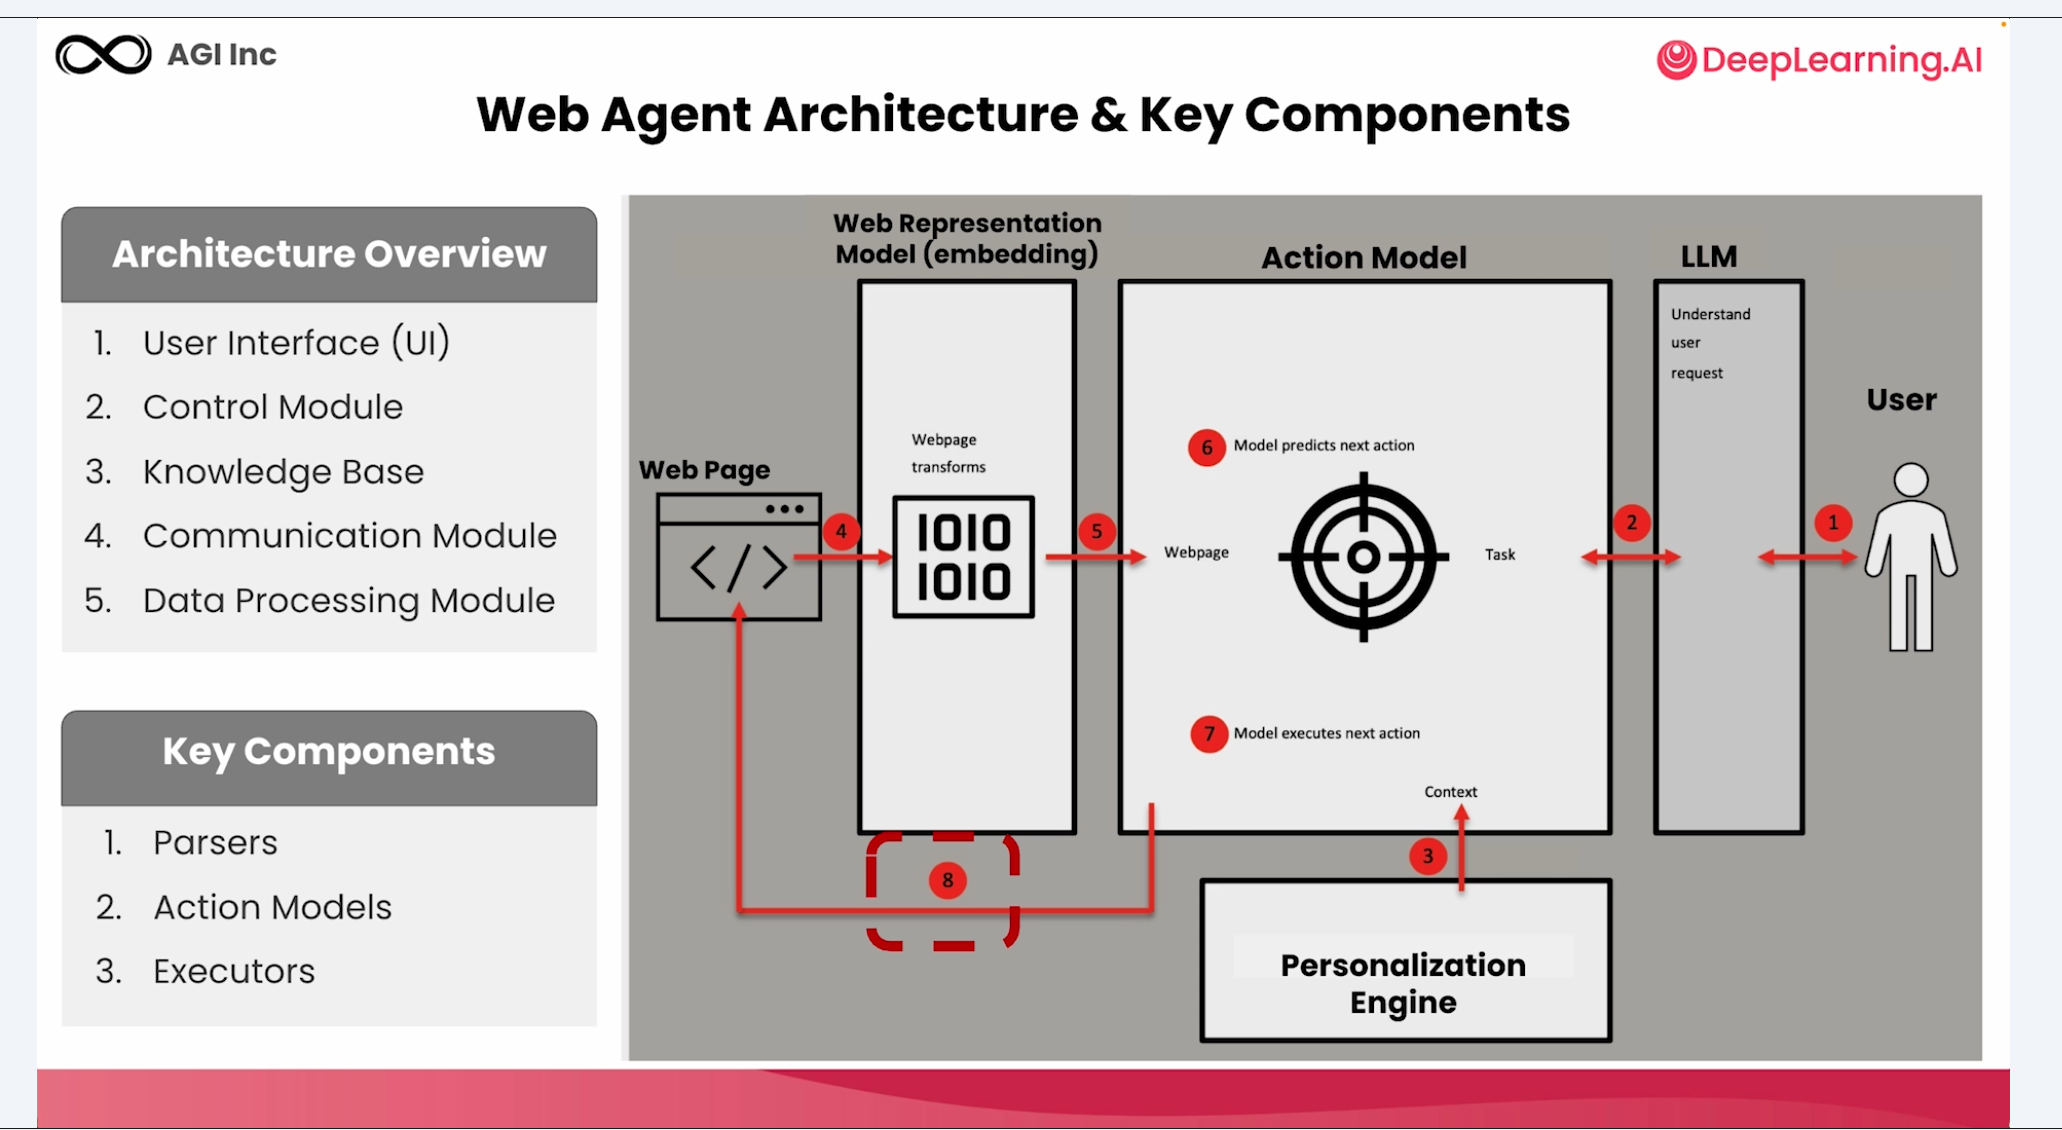 AGI Inc
DeepLearning.AI
Web Agent Architecture & Key Components
Architecture Overview
1. User Interface (UI)
2. Control Module
3. Knowledge Base
4. Communication Module
5. Data Processing Module
Key Components
1. Parsers
2. Action Models
3. Executors
Web Representation
Model (embedding)
Action Model
LLM
Understand
user
request
User
Web Page
Webpage
transforms
1010
1010
4
5
6 Model predicts next action
Webpage
Task
2
1
7 Model executes next action
Context
3
8
Personalization
Engine